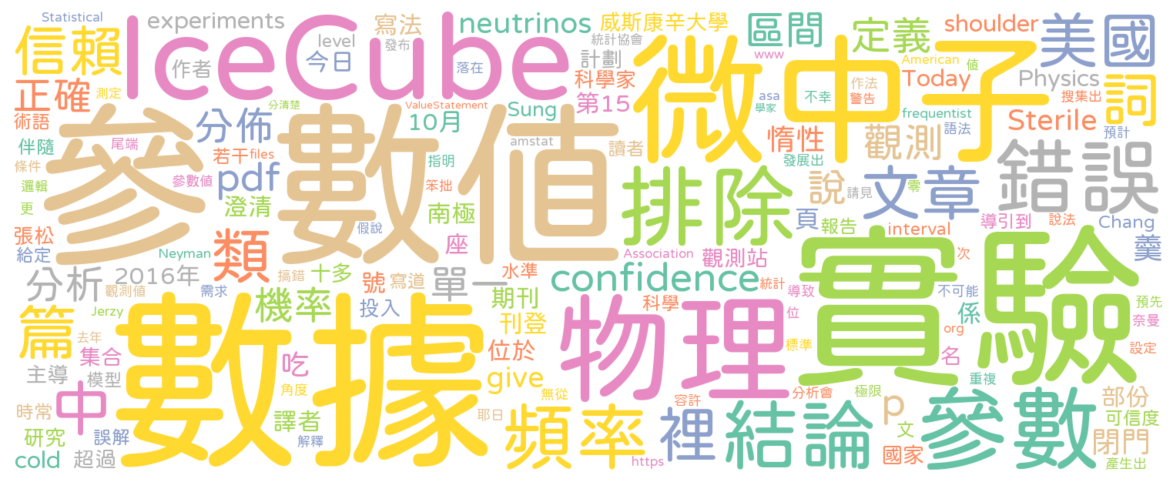 信賴
experiments
寫法
level
統計協會
neutrinos
發布
威斯康辛大學
區間
定義
shoulder
美國
Statistical
IceCube
微中子
作者
今日
落在
計劃
www
American
值
正確
測定
分清楚
ValueStatement
科學家
asa
不幸
作法
警告
Today
Physics
搜集出
詞
術語
分佈
10月
Sung
第15
學家
frequentist
Sterile
伴隨
尾端
amstat
惰性
觀測
語法
預計
條件
若干
files
參數值
指明
讀者
發展出
錯誤
邏輯
參數值
pdf
笨拙
排除
說
請見
零
文章
更
澄清
南極
頁
報告
導引到
說法
Chang
張松
假說
座
觀測站
interval
羹
給定
類
Neyman
Association
實驗
次
分析
2016年
搞錯
十多
號
寫道
單一
水準
confidence
統計
導致
不可能
預先
觀測值
需求
Jerzy
機率
投入
期刊
科學
位
係
org
奈曼
篇
去年
數據
刊登
物理
標準
名
設定
集合
吃
位於
主導
模型
角度
give
無從
分析會
重複
極限
中
容許
p
部份
時常
譯者
耶日
頻率
裡
結論
文
參數
可信度
研究
誤解
解釋
閉門
cold
超過
https
國家
產生出